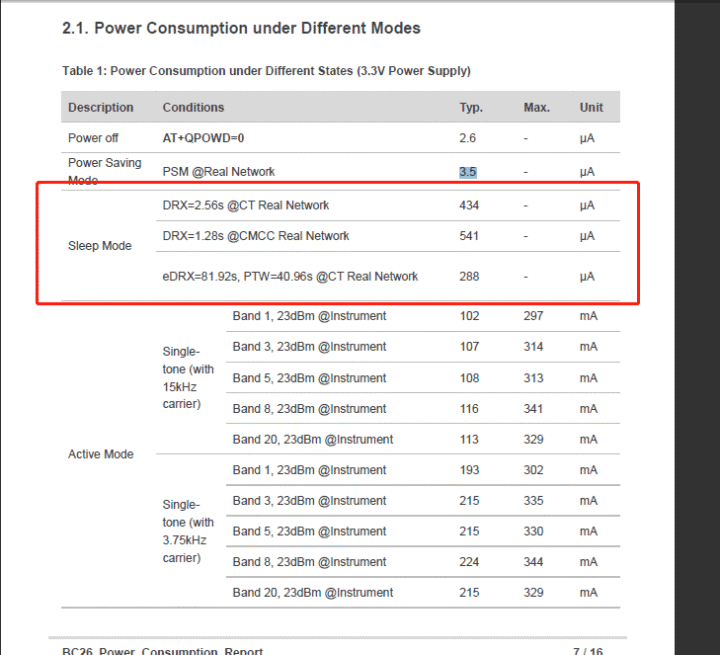 2.1. Power Consumption under Different Modes
Table 1: Power Consumption under Different States (3.3V Power Supply)
Description Conditions Typ. Max. Unit
Power off AT+QPOWD=0 2.6 - μA
Power Saving Mode PSM @Real Network 3.5 - μA
Sleep Mode DRX=2.56s @CT Real Network 434 - μA
DRX=1.28s @CMCC Real Network 541 - μA
eDRX=81.92s, PTW=40.96s @CT Real Network 288 - μA
Active Mode
Single-
tone (with
15kHz
carrier)
Band 1, 23dBm @Instrument 102 297 mA
Band 3, 23dBm @Instrument 107 314 mA
Band 5, 23dBm @Instrument 108 313 mA
Band 8, 23dBm @Instrument 116 341 mA
Band 20, 23dBm @Instrument 113 329 mA
Single-
tone (with
3.75kHz
carrier)
Band 1, 23dBm @Instrument 193 302 mA
Band 3, 23dBm @Instrument 215 335 mA
Band 5, 23dBm @Instrument 215 330 mA
Band 8, 23dBm @Instrument 224 344 mA
Band 20, 23dBm @Instrument 215 329 mA
BC26_Power_Consumption_Report 7 / 16